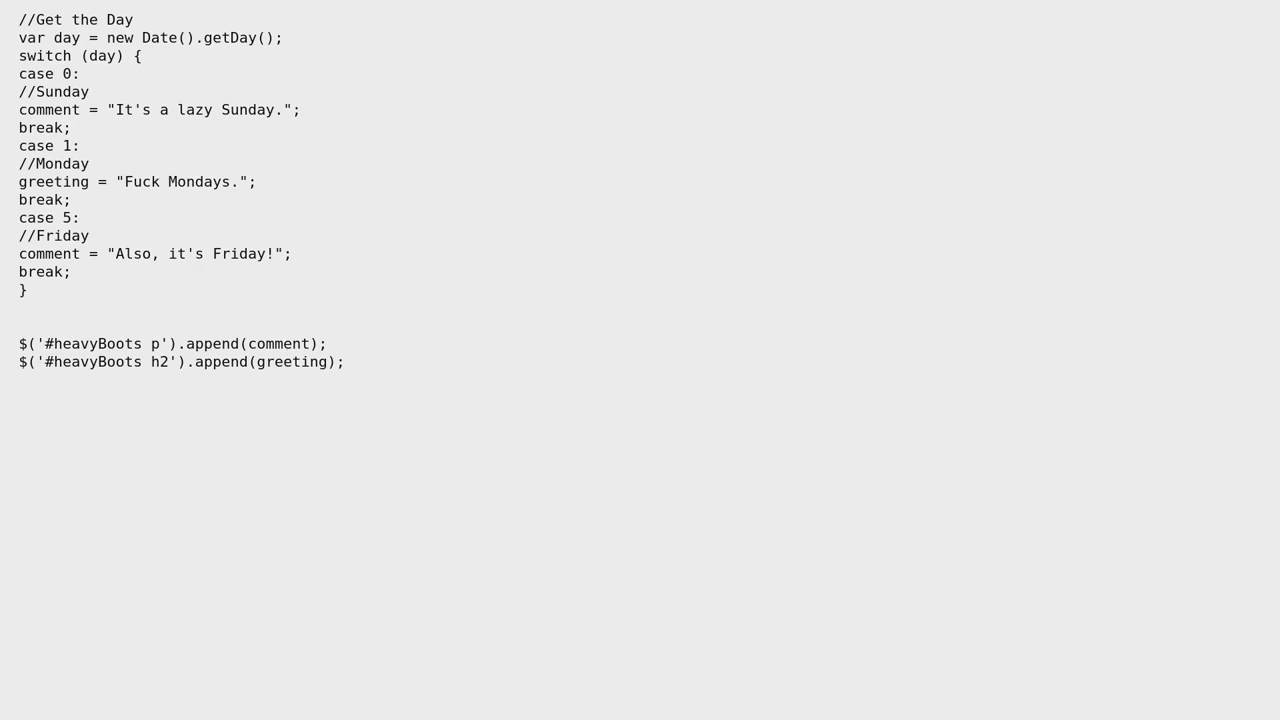 //Get the Day
var day = new Date().getDay();
switch (day) {
case 0:
//Sunday
comment = "It's a lazy Sunday.";
break;
case 1:
//Monday
greeting = "Fuck Mondays.";
break;
case 5:
//Friday
comment = "Also, it's Friday!";
break;
}
$('#heavyBoots p').append(comment);
$('#heavyBoots h2').append(greeting);